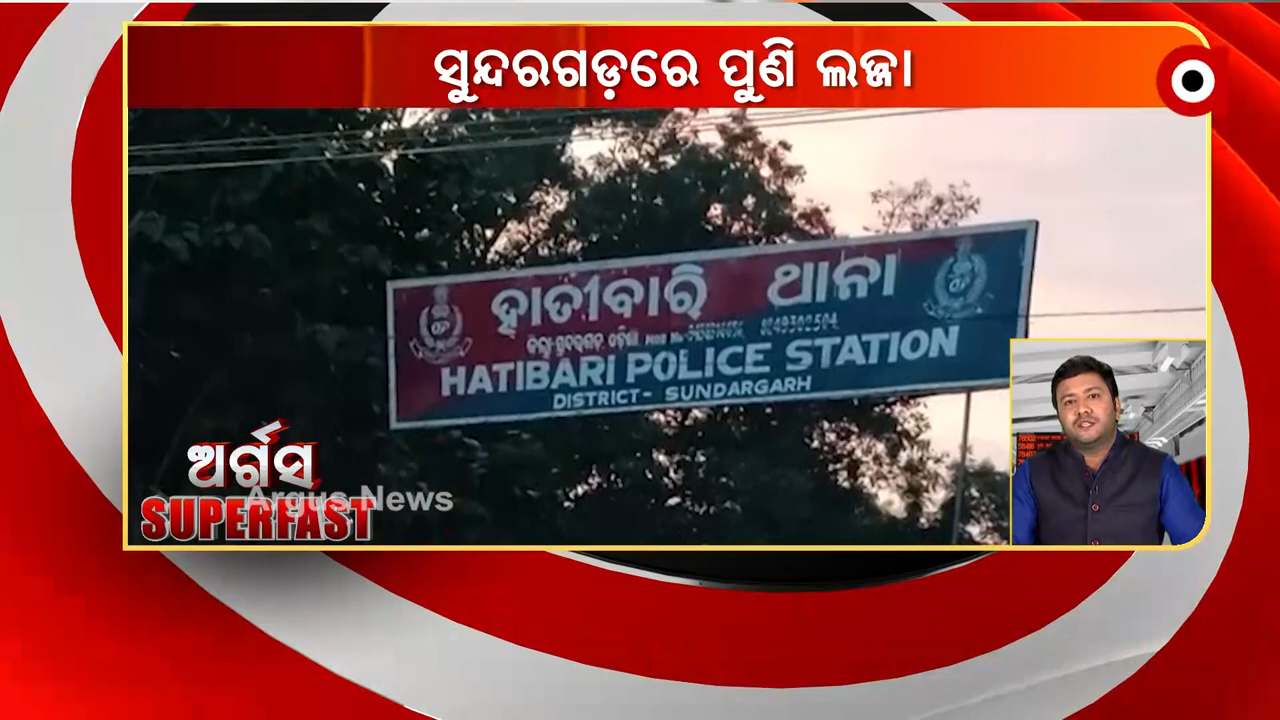 ସୁନ୍ଦରଗଡ଼ରେ ପୁଣି ଲଜ୍ଜା
ହାତୀବାରି ଥାନା
HATIBARI POLICE STATION
DISTRICT- SUNDARGARH
ଅର୍ଗସ
SUPERFAST
Argus News